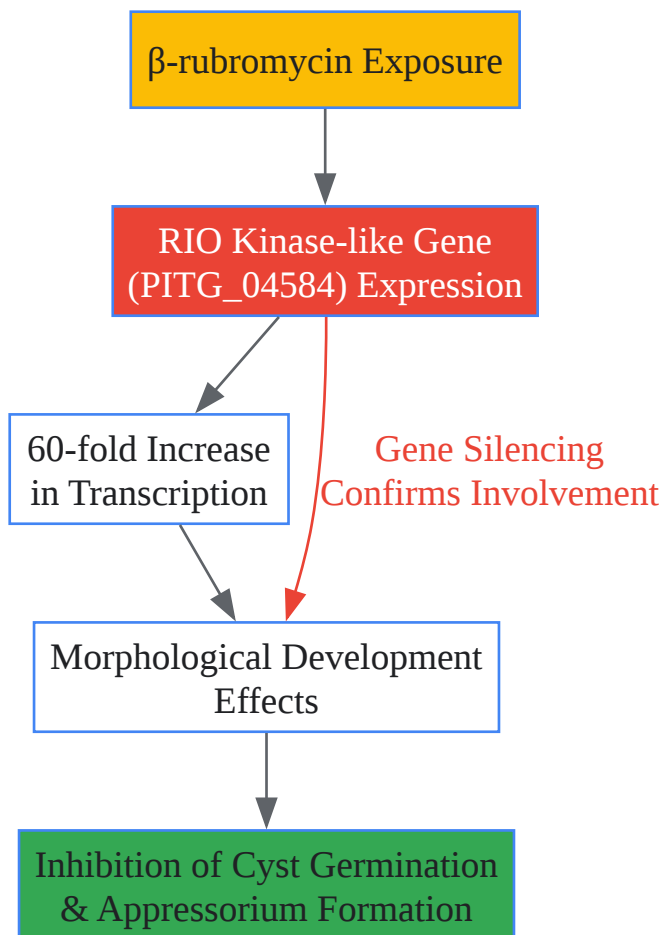 β-rubromycin Exposure
RIO Kinase-like Gene
(PITG_04584) Expression
60-fold Increase
in Transcription
Gene Silencing
Confirms Involvement
Morphological Development
Effects
Inhibition of Cyst Germination
& Appressorium Formation